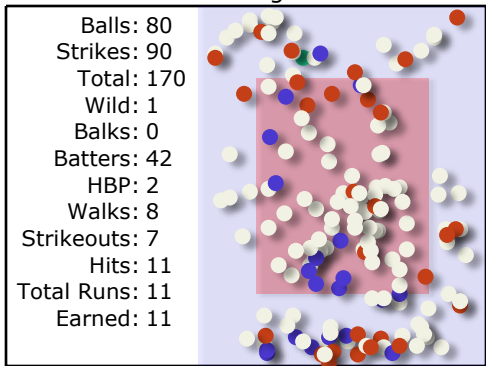 Balls: 80
Strikes: 90
Total: 170
Wild: 1
Balks: 0
Batters: 42
HBP: 2
Walks: 8
Strikeouts: 7
Hits: 11
Total Runs: 11
Earned: 11